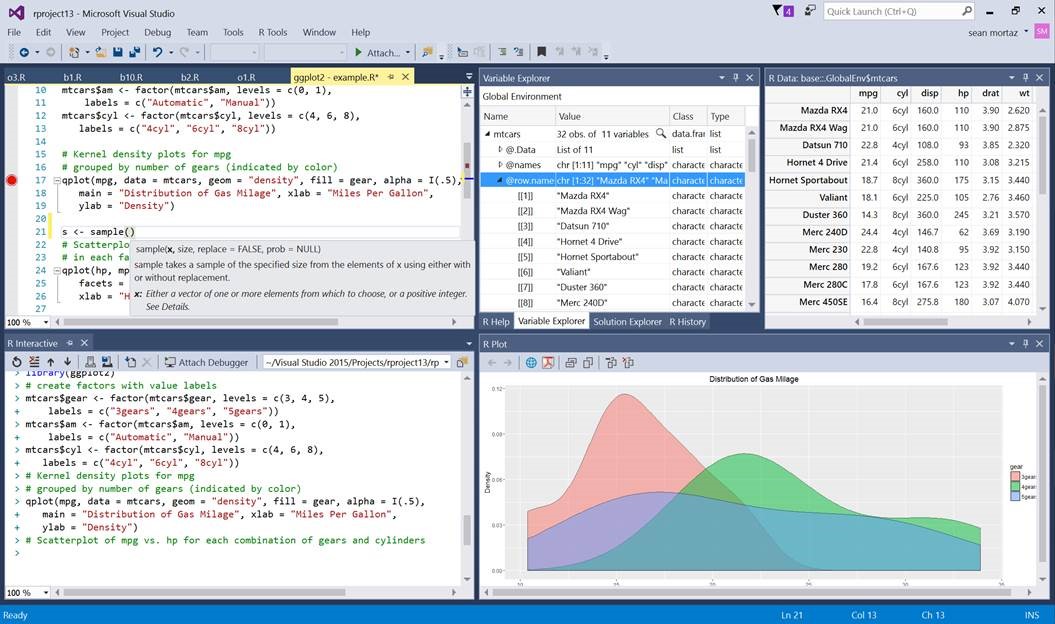 rproject13 - Microsoft Visual Studio
4
Quick Launch (Ctrl+Q)
File Edit View Project Debug Team Tools R Tools Window Help
sean mortaz
SM
Attach...
o3.R b1.R b10.R b2.R o1.R ggplot2 - example.R*
10 mtcars$am <- factor(mtcars$am, levels = c(0, 1),
11 labels = c("Automatic", "Manual"))
12 mtcars$cyl <- factor(mtcars$cyl, levels = c(4, 6, 8),
13 labels = c("4cyl", "6cyl", "8cyl"))
14
15 # Kernel density plots for mpg
16 # grouped by number of gears (indicated by color)
17 qplot(mpg, data = mtcars, geom = "density", fill = gear, alpha = I(.5),
18 main = "Distribution of Gas Milage", xlab = "Miles Per Gallon",
19 ylab = "Density")
20
21 s <- sample()
22 # Scatterplo
23 # in each fa
24 qplot(hp, mp
25 facets =
26 xlab = "H
27
sample(x, size, replace = FALSE, prob = NULL)
sample takes a sample of the specified size from the elements of x using either with
or without replacement.
x: Either a vector of one or more elements from which to choose, or a positive integer.
See Details.
100 %
Variable Explorer
Global Environment
Name Value Class Type
mtcars 32 obs. of 11 variables data.frar list
@.Data List of 11 list list
@names chr [1:11] "mpg" "cyl" "disp" characte characte
@row.name chr [1:32] "Mazda RX4" "Ma characte characte
[[1]] "Mazda RX4" characte characte
[[2]] "Mazda RX4 Wag" characte characte
[[3]] "Datsun 710" characte characte
[[4]] "Hornet 4 Drive" characte characte
[[5]] "Hornet Sportabout" characte characte
[[6]] "Valiant" characte characte
[[7]] "Duster 360" characte characte
[[8]] "Merc 240D" characte characte
R Help Variable Explorer Solution Explorer R History
R Data: base::.GlobalEnv$mtcars
mpg cyl disp hp drat wt
Mazda RX4 21.0 6cyl 160.0 110 3.90 2.620
Mazda RX4 Wag 21.0 6cyl 160.0 110 3.90 2.875
Datsun 710 22.8 4cyl 108.0 93 3.85 2.320
Hornet 4 Drive 21.4 6cyl 258.0 110 3.08 3.215
Hornet Sportabout 18.7 8cyl 360.0 175 3.15 3.440
Valiant 18.1 6cyl 225.0 105 2.76 3.460
Duster 360 14.3 8cyl 360.0 245 3.21 3.570
Merc 240D 24.4 4cyl 146.7 62 3.69 3.190
Merc 230 22.8 4cyl 140.8 95 3.92 3.150
Merc 280 19.2 6cyl 167.6 123 3.92 3.440
Merc 280C 17.8 6cyl 167.6 123 3.92 3.440
Merc 450SE 16.4 8cyl 275.8 180 3.07 4.070
R Interactive
Attach Debugger ~/Visual Studio 2015/Projects/rproject13/rp
> library(ggplot2)
> # create factors with value labels
> mtcars$gear <- factor(mtcars$gear, levels = c(3, 4, 5),
+ labels = c("3gears", "4gears", "5gears"))
> mtcars$am <- factor(mtcars$am, levels = c(0, 1),
+ labels = c("Automatic", "Manual"))
> mtcars$cyl <- factor(mtcars$cyl, levels = c(4, 6, 8),
+ labels = c("4cyl", "6cyl", "8cyl"))
> # Kernel density plots for mpg
> # grouped by number of gears (indicated by color)
> qplot(mpg, data = mtcars, geom = "density", fill = gear, alpha = I(.5),
+ main = "Distribution of Gas Milage", xlab = "Miles Per Gallon",
+ ylab = "Density")
> # Scatterplot of mpg vs. hp for each combination of gears and cylinders
>
100 %
R Plot
Distribution of Gas Milage
0.12
0.08
Density
0.03
0.00
gear
3gears
4gears
5gears
Ready
Ln 21 Col 13 Ch 13 INS